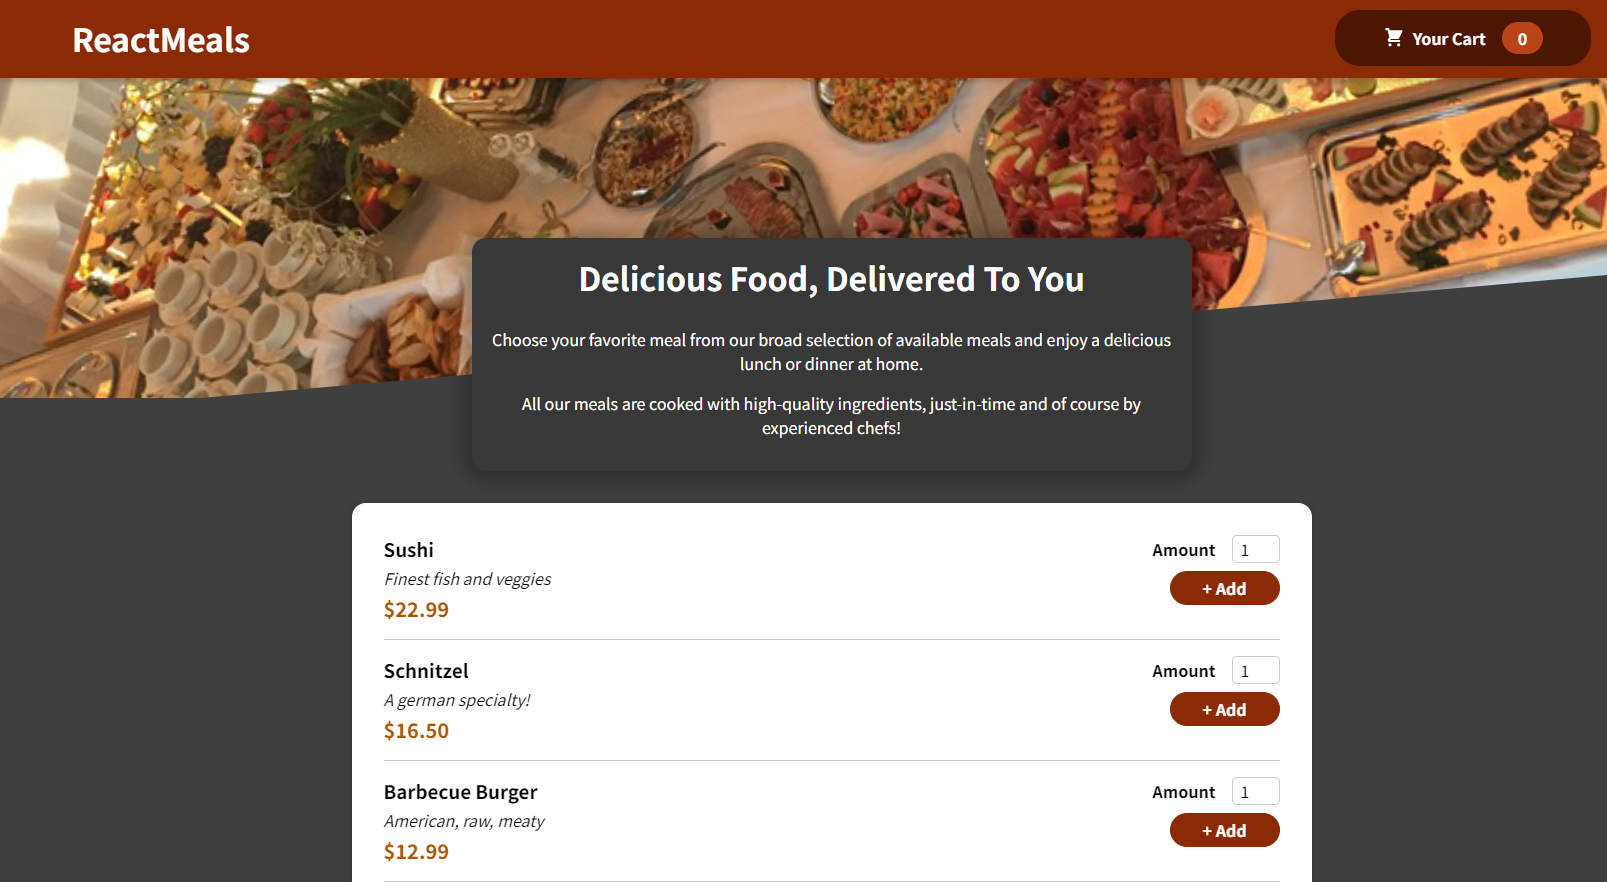 ReactMeals
Your Cart 0
Delicious Food, Delivered To You
Choose your favorite meal from our broad selection of available meals and enjoy a delicious
lunch or dinner at home.
All our meals are cooked with high-quality ingredients, just-in-time and of course by
experienced chefs!
Sushi
Finest fish and veggies
$22.99
Amount 1
+ Add
Schnitzel
A german specialty!
$16.50
Amount 1
+ Add
Barbecue Burger
American, raw, meaty
$12.99
Amount 1
+ Add